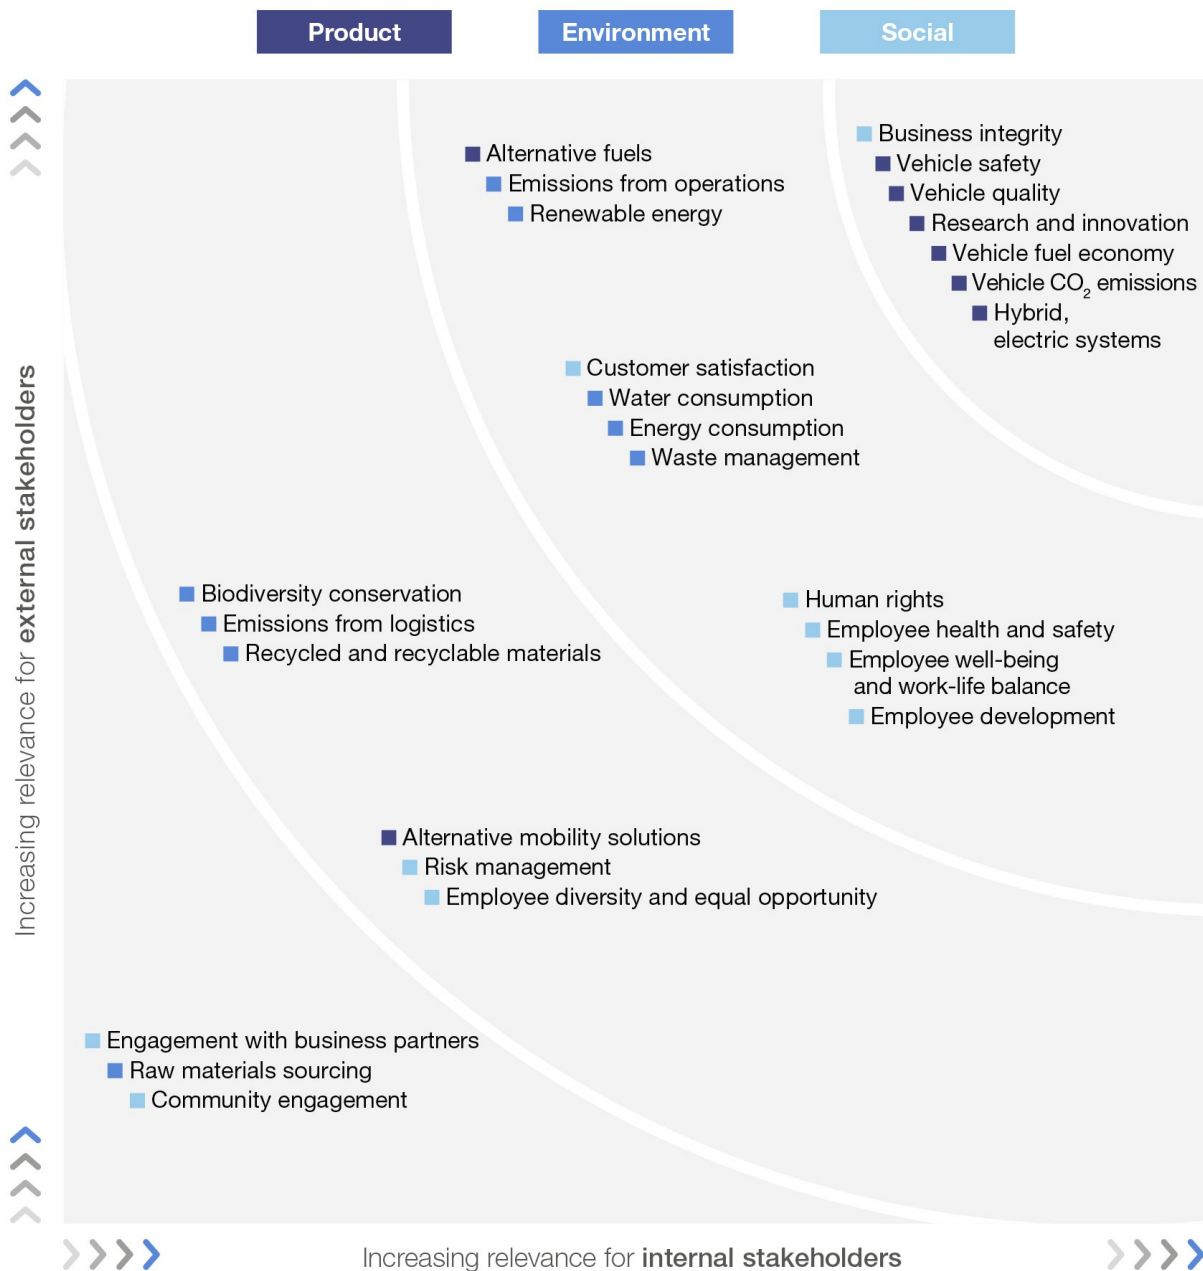 Product
Environment
Social
Business integrity
Vehicle safety
Vehicle quality
Research and innovation
Vehicle fuel economy
Vehicle CO₂ emissions
Hybrid,
electric systems
Alternative fuels
Emissions from operations
Renewable energy
Customer satisfaction
Water consumption
Energy consumption
Waste management
Biodiversity conservation
Emissions from logistics
Recycled and recyclable materials
Human rights
Employee health and safety
Employee well-being
and work-life balance
Employee development
Alternative mobility solutions
Risk management
Employee diversity and equal opportunity
Engagement with business partners
Raw materials sourcing
Community engagement
Increasing relevance for external stakeholders
Increasing relevance for internal stakeholders